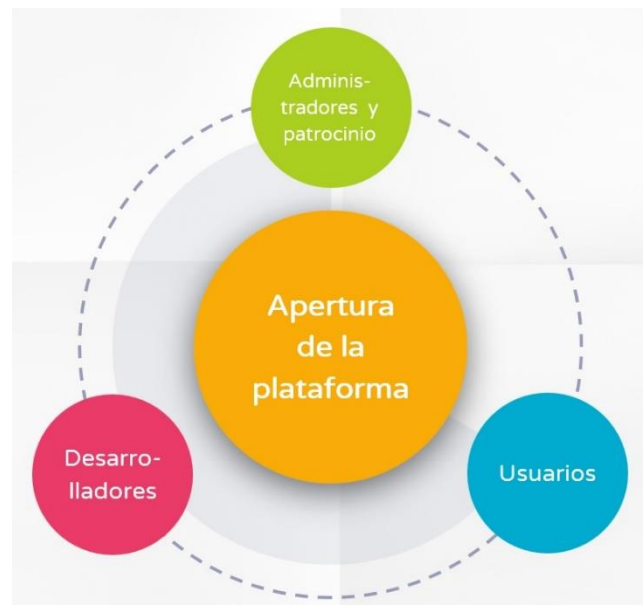 Adminis-
tradores y
patrocinio
Apertura
de la
plataforma
Desarro-
lladores
Usuarios